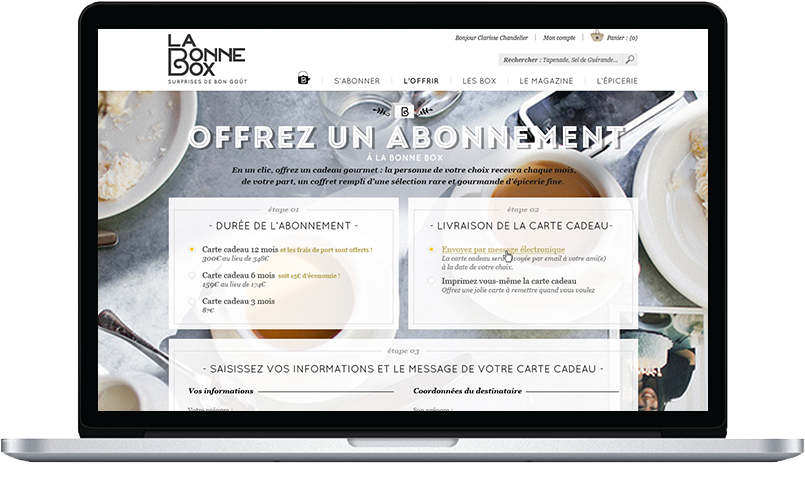 LA
BONNE
BOX
SURPRISES DE BON GOÛT
Bonjour Clarisse Chandelier | Mon compte | Panier : (0)
Rechercher : Tapenade, Sel de Guérande...
B | S'ABONNER | L'OFFRIR | LES BOX | LE MAGAZINE | L'ÉPICERIE
B
OFFREZ UN ABONNEMENT
À LA BONNE BOX
En un clic, offrez un cadeau gourmet : la personne de votre choix recevra chaque mois,
de votre part, un coffret rempli d'une sélection rare et gourmande d'épicerie fine.
étape 01
- DURÉE DE L'ABONNEMENT -
Carte cadeau 12 mois et les frais de port sont offerts !
300€ au lieu de 348€
Carte cadeau 6 mois soit 15€ d'économie !
159€ au lieu de 174€
Carte cadeau 3 mois
87€
étape 02
- LIVRAISON DE LA CARTE CADEAU-
Envoyez par message électronique
La carte cadeau sera envoyée par email à votre ami(e)
à la date de votre choix.
Imprimez vous-même la carte cadeau
Offrez une jolie carte à remettre quand vous voulez
étape 03
- SAISISSEZ VOS INFORMATIONS ET LE MESSAGE DE VOTRE CARTE CADEAU -
Vos informations
Votre prénom :
Coordonnées du destinataire
Son prénom :